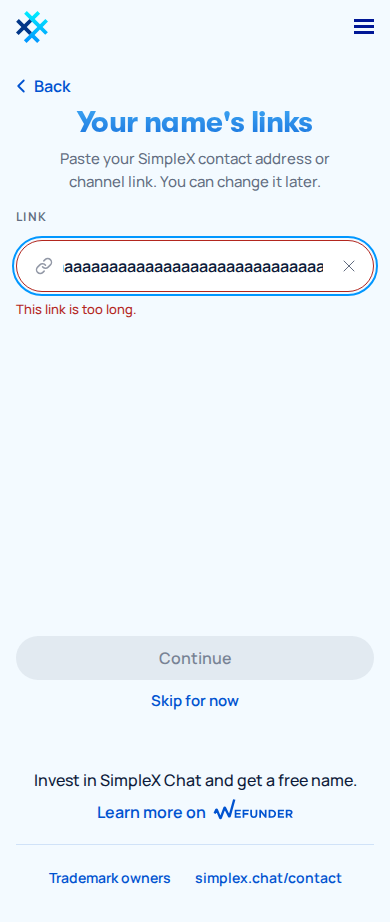 Back
Your name's links
Paste your SimpleX contact address or
channel link. You can change it later.
LINK
aaaaaaaaaaaaaaaaaaaaaaaaaaaaa
This link is too long.
Continue
Skip for now
Invest in SimpleX Chat and get a free name.
Learn more on WEFUNDER
Trademark owners simplex.chat/contact